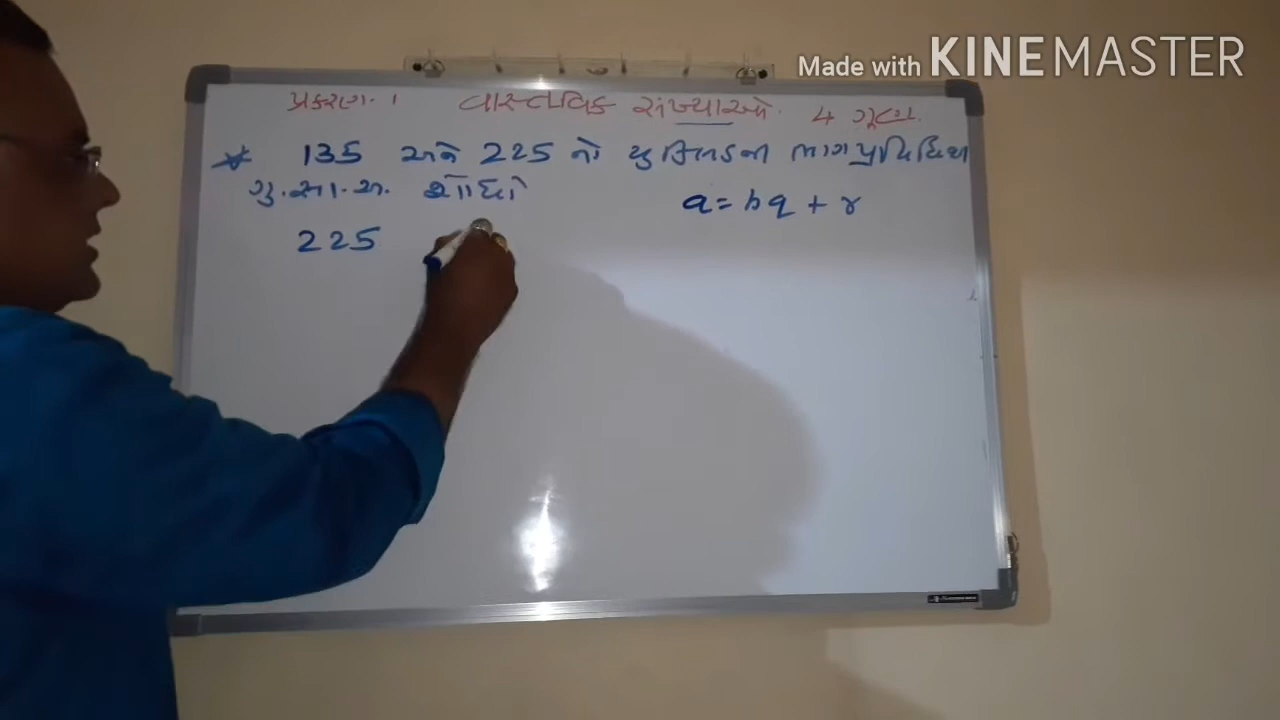 Made with KINEMASTER
પ્રકરણ.1 વાસ્તવિક સંખ્યાઓ. 4 ગુણ.
* 135 અને 225 નો યુક્લિડની ભાગપ્રવિધિથી
ગુ.સા.અ. શોધો
a = bq + r
225